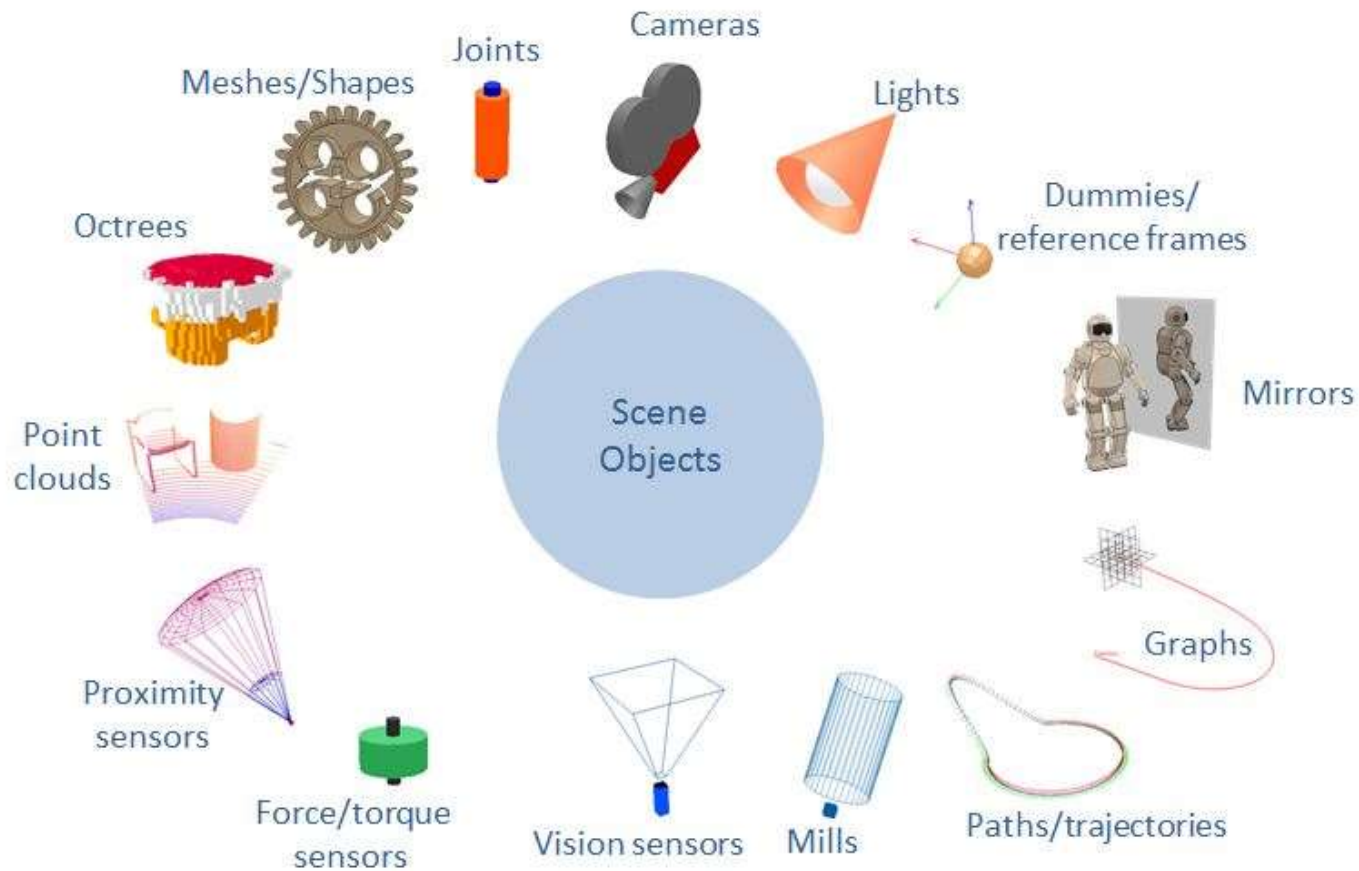 Cameras
Joints
Meshes/Shapes
Lights
Dummies/
reference frames
Octrees
Mirrors
Scene
Objects
Point
clouds
Graphs
Proximity
sensors
Force/torque
sensors
Vision sensors
Mills
Paths/trajectories